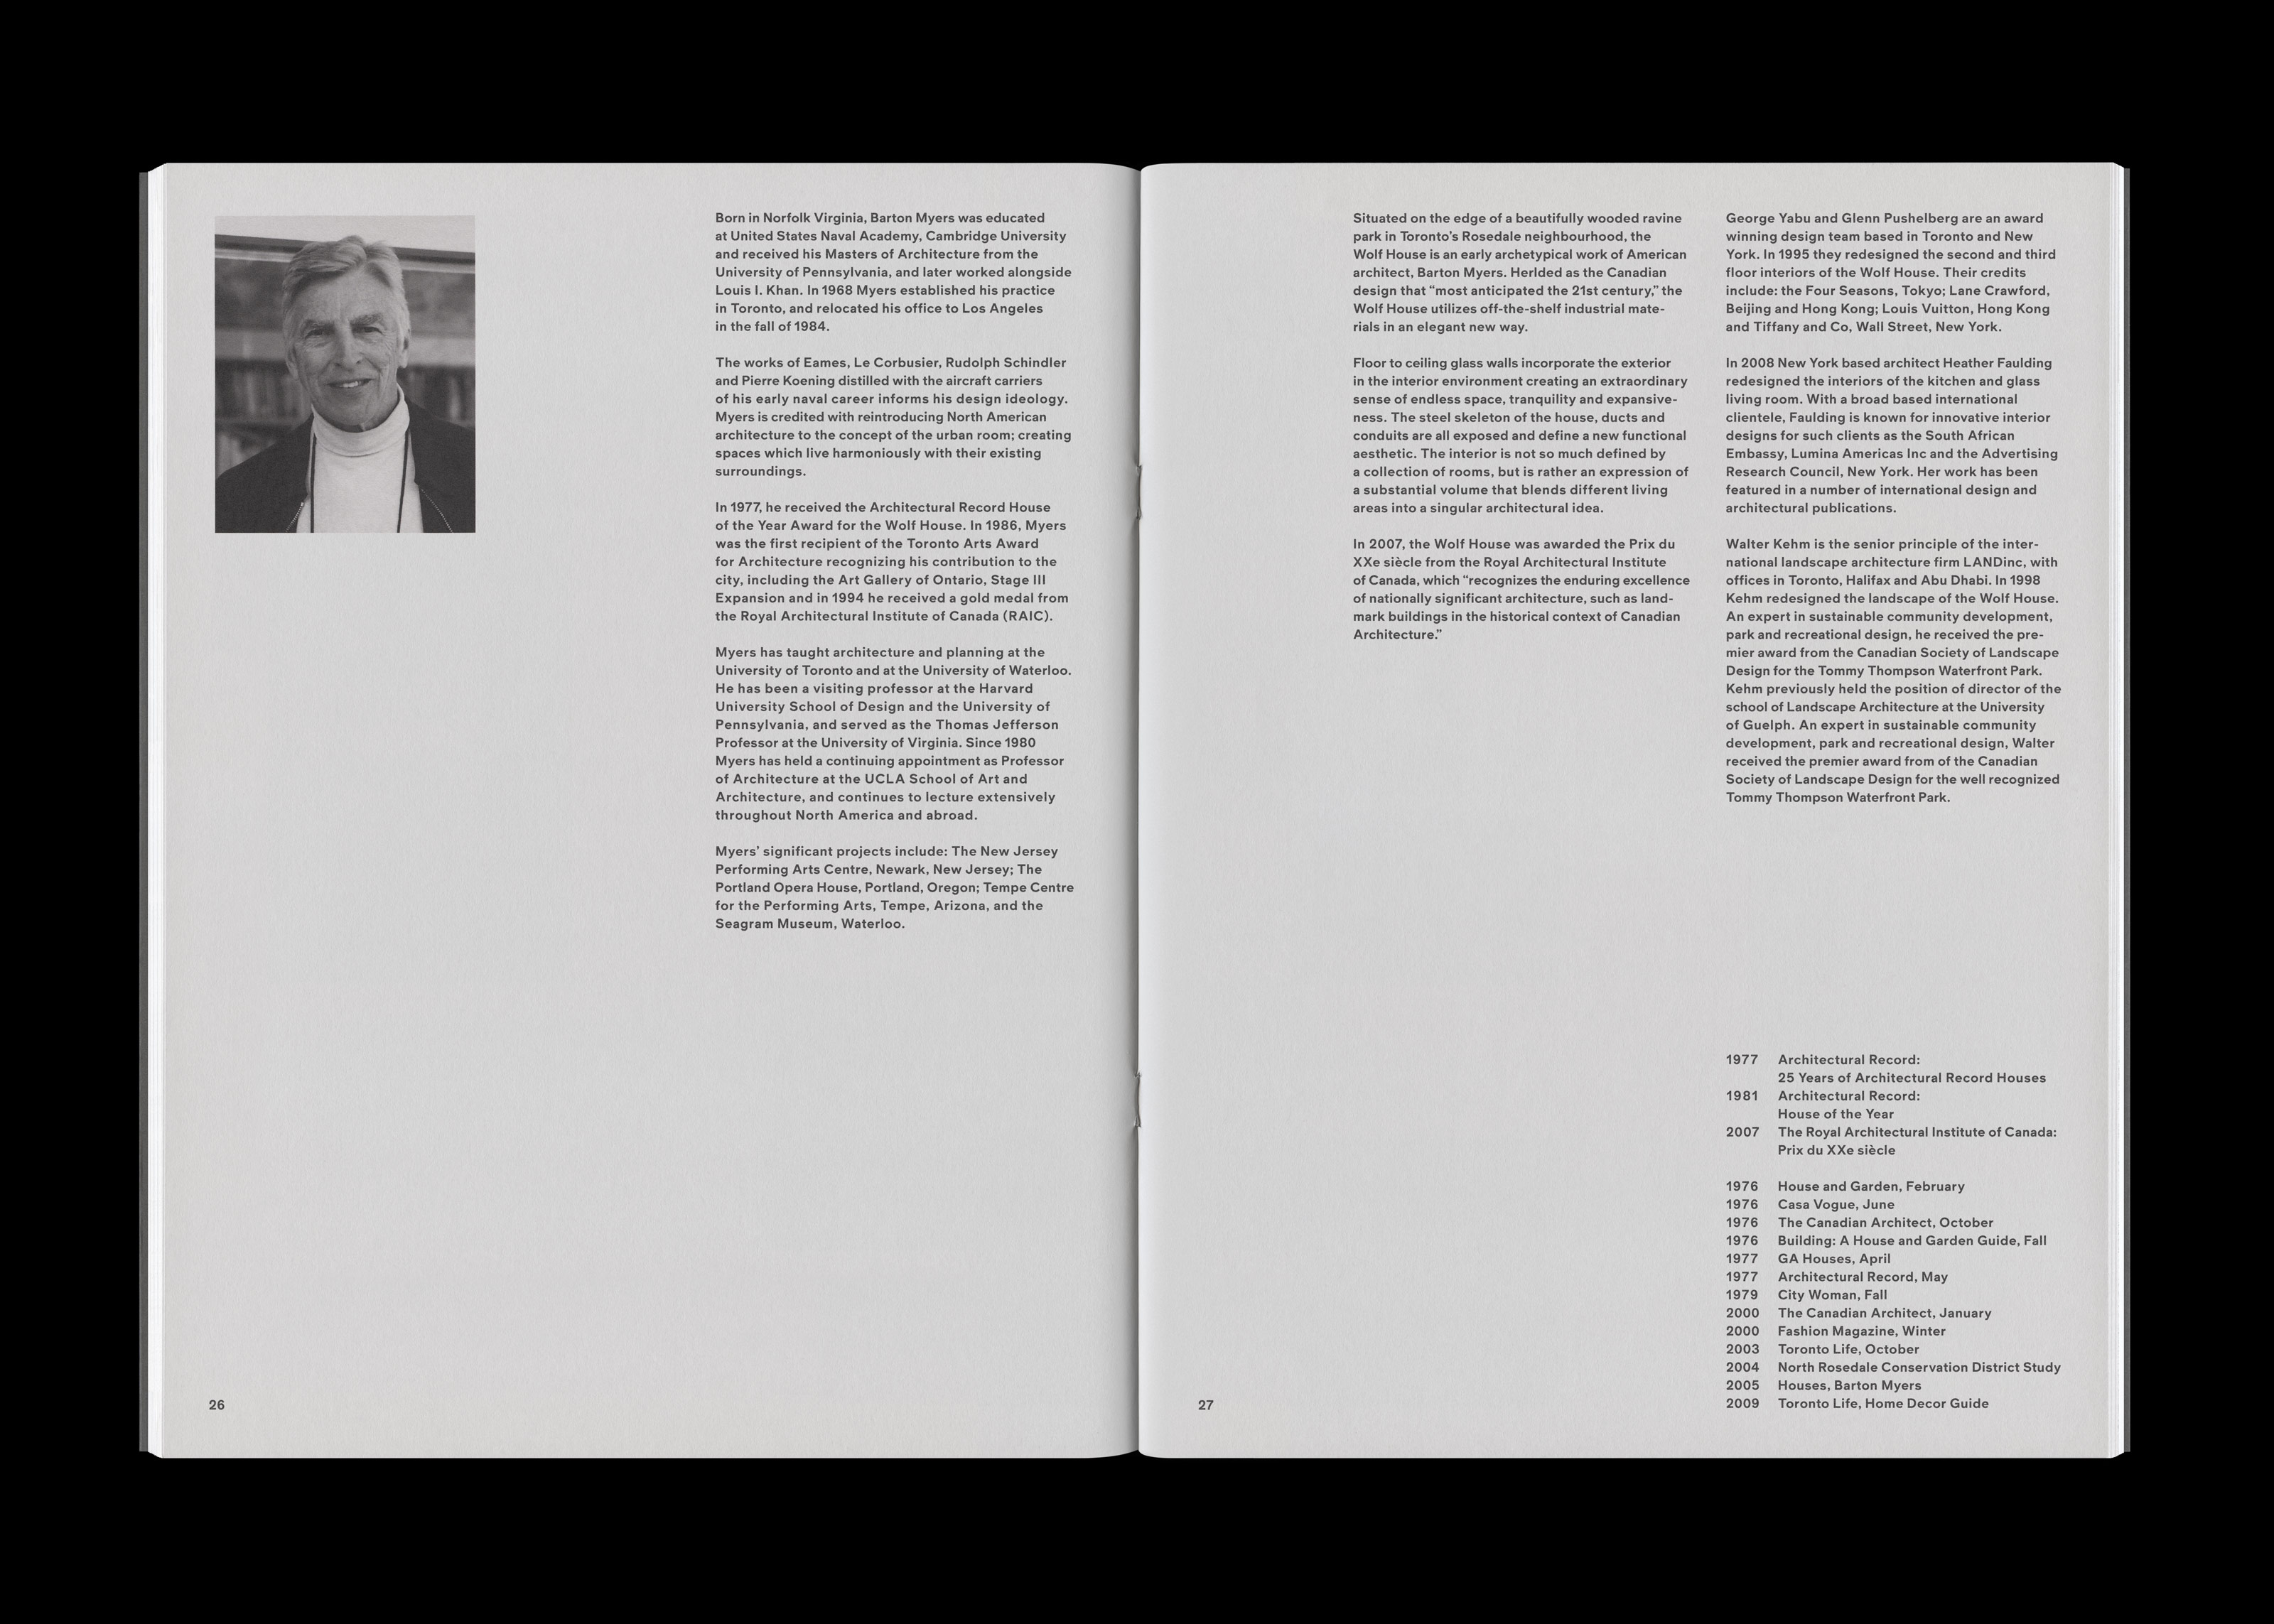 Born in Norfolk Virginia, Barton Myers was educated
at United States Naval Academy, Cambridge University
and received his Masters of Architecture from the
University of Pennsylvania, and later worked alongside
Louis I. Khan. In 1968 Myers established his practice
in Toronto, and relocated his office to Los Angeles
in the fall of 1984.
The works of Eames, Le Corbusier, Rudolph Schindler
and Pierre Koening distilled with the aircraft carriers
of his early naval career informs his design ideology.
Myers is credited with reintroducing North American
architecture to the concept of the urban room; creating
spaces which live harmoniously with their existing
surroundings.
In 1977, he received the Architectural Record House
of the Year Award for the Wolf House. In 1986, Myers
was the first recipient of the Toronto Arts Award
for Architecture recognizing his contribution to the
city, including the Art Gallery of Ontario, Stage III
Expansion and in 1994 he received a gold medal from
the Royal Architectural Institute of Canada (RAIC).
Myers has taught architecture and planning at the
University of Toronto and at the University of Waterloo.
He has been a visiting professor at the Harvard
University School of Design and the University of
Pennsylvania, and served as the Thomas Jefferson
Professor at the University of Virginia. Since 1980
Myers has held a continuing appointment as Professor
of Architecture at the UCLA School of Art and
Architecture, and continues to lecture extensively
throughout North America and abroad.
Myers’ significant projects include: The New Jersey
Performing Arts Centre, Newark, New Jersey; The
Portland Opera House, Portland, Oregon; Tempe Centre
for the Performing Arts, Tempe, Arizona, and the
Seagram Museum, Waterloo.
26
Situated on the edge of a beautifully wooded ravine
park in Toronto’s Rosedale neighbourhood, the
Wolf House is an early archetypical work of American
architect, Barton Myers. Herlded as the Canadian
design that “most anticipated the 21st century,” the
Wolf House utilizes off-the-shelf industrial mate-
rials in an elegant new way.
Floor to ceiling glass walls incorporate the exterior
in the interior environment creating an extraordinary
sense of endless space, tranquility and expansive-
ness. The steel skeleton of the house, ducts and
conduits are all exposed and define a new functional
aesthetic. The interior is not so much defined by
a collection of rooms, but is rather an expression of
a substantial volume that blends different living
areas into a singular architectural idea.
In 2007, the Wolf House was awarded the Prix du
XXe siècle from the Royal Architectural Institute
of Canada, which “recognizes the enduring excellence
of nationally significant architecture, such as land-
mark buildings in the historical context of Canadian
Architecture.”
George Yabu and Glenn Pushelberg are an award
winning design team based in Toronto and New
York. In 1995 they redesigned the second and third
floor interiors of the Wolf House. Their credits
include: the Four Seasons, Tokyo; Lane Crawford,
Beijing and Hong Kong; Louis Vuitton, Hong Kong
and Tiffany and Co, Wall Street, New York.
In 2008 New York based architect Heather Faulding
redesigned the interiors of the kitchen and glass
living room. With a broad based international
clientele, Faulding is known for innovative interior
designs for such clients as the South African
Embassy, Lumina Americas Inc and the Advertising
Research Council, New York. Her work has been
featured in a number of international design and
architectural publications.
Walter Kehm is the senior principle of the inter-
national landscape architecture firm LANDinc, with
offices in Toronto, Halifax and Abu Dhabi. In 1998
Kehm redesigned the landscape of the Wolf House.
An expert in sustainable community development,
park and recreational design, he received the pre-
mier award from the Canadian Society of Landscape
Design for the Tommy Thompson Waterfront Park.
Kehm previously held the position of director of the
school of Landscape Architecture at the University
of Guelph. An expert in sustainable community
development, park and recreational design, Walter
received the premier award from of the Canadian
Society of Landscape Design for the well recognized
Tommy Thompson Waterfront Park.
1977 Architectural Record:
25 Years of Architectural Record Houses
1981 Architectural Record:
House of the Year
2007 The Royal Architectural Institute of Canada:
Prix du XXe siècle
1976 House and Garden, February
1976 Casa Vogue, June
1976 The Canadian Architect, October
1976 Building: A House and Garden Guide, Fall
1977 GA Houses, April
1977 Architectural Record, May
1979 City Woman, Fall
2000 The Canadian Architect, January
2000 Fashion Magazine, Winter
2003 Toronto Life, October
2004 North Rosedale Conservation District Study
2005 Houses, Barton Myers
2009 Toronto Life, Home Decor Guide
27